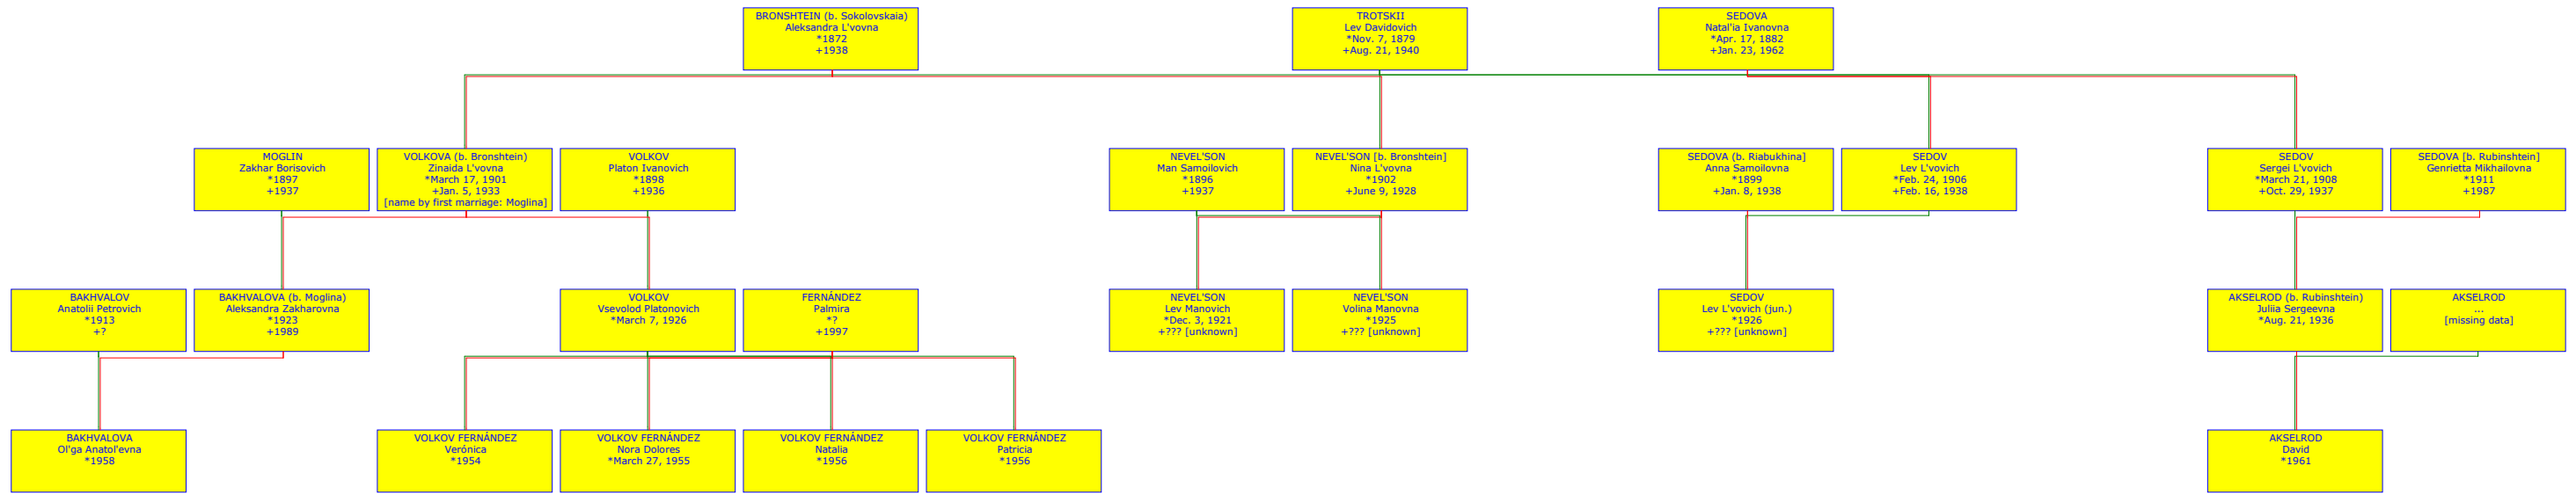 BRONSHTEIN (b. Sokolovskaia)
Aleksandra L'vovna
*1872
+1938
TROTSKII
Lev Davidovich
*Nov. 7, 1879
+Aug. 21, 1940
SEDOVA
Natal'ia Ivanovna
*Apr. 17, 1882
+Jan. 23, 1962
MOGLIN
Zakhar Borisovich
*1897
+1937
VOLKOVA (b. Bronshtein)
Zinaida L'vovna
*March 17, 1901
+Jan. 5, 1933
[name by first marriage: Moglina]
VOLKOV
Platon Ivanovich
*1898
+1936
NEVEL'SON
Man Samoilovich
*1896
+1937
NEVEL'SON [b. Bronshtein]
Nina L'vovna
*1902
+June 9, 1928
SEDOVA (b. Riabukhina]
Anna Samoilovna
*1899
+Jan. 8, 1938
SEDOV
Lev L'vovich
*Feb. 24, 1906
+Feb. 16, 1938
SEDOV
Sergei L'vovich
*March 21, 1908
+Oct. 29, 1937
SEDOVA [b. Rubinshtein]
Genrietta Mikhailovna
*1911
+1987
BAKHVALOV
Anatolii Petrovich
*1913
+?
BAKHVALOVA (b. Moglina)
Aleksandra Zakharovna
*1923
+1989
VOLKOV
Vsevolod Platonovich
*March 7, 1926
FERNÁNDEZ
Palmira
*?
+1997
NEVEL'SON
Lev Manovich
*Dec. 3, 1921
+??? [unknown]
NEVEL'SON
Volina Manovna
*1925
+??? [unknown]
SEDOV
Lev L'vovich (jun.)
*1926
+??? [unknown]
AKSELROD (b. Rubinshtein)
Juliia Sergeevna
*Aug. 21, 1936
AKSELROD
...
[missing data]
BAKHVALOVA
Ol'ga Anatol'evna
*1958
VOLKOV FERNÁNDEZ
Verónica
*1954
VOLKOV FERNÁNDEZ
Nora Dolores
*March 27, 1955
VOLKOV FERNÁNDEZ
Natalia
*1956
VOLKOV FERNÁNDEZ
Patricia
*1956
AKSELROD
David
*1961